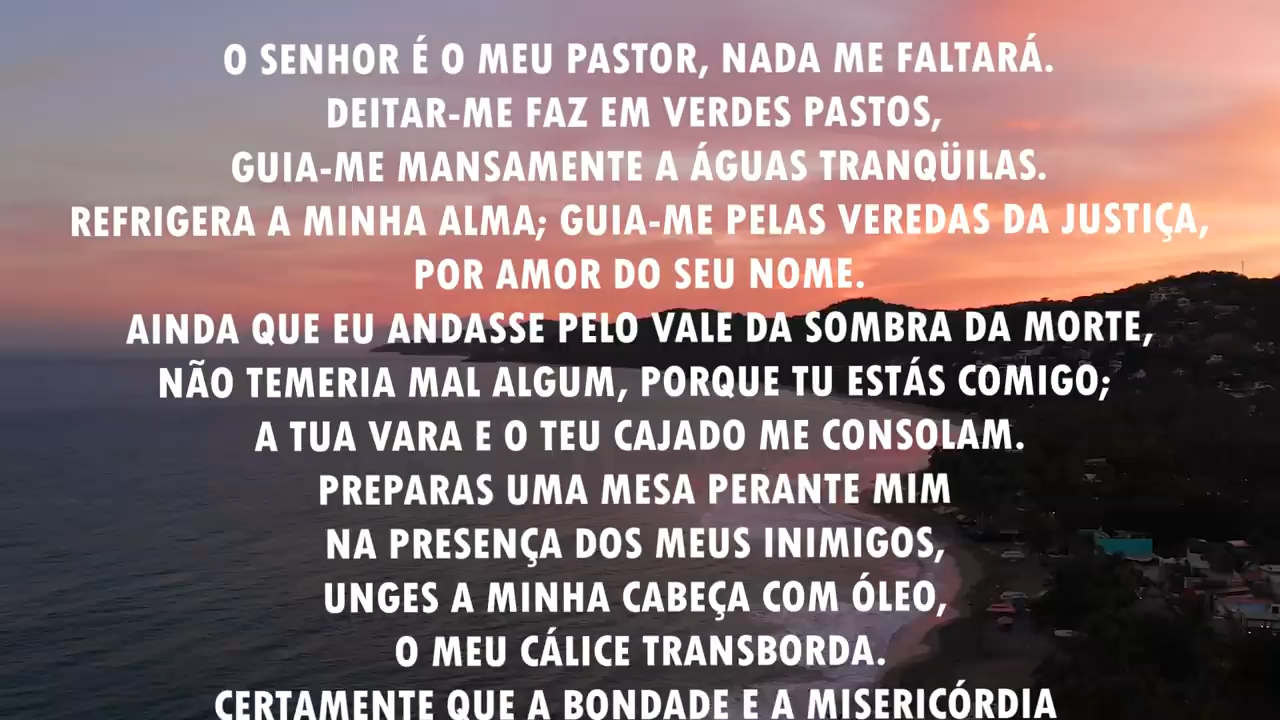 O SENHOR É O MEU PASTOR, NADA ME FALTARÁ.
DEITAR-ME FAZ EM VERDES PASTOS,
GUIA-ME MANSAMENTE A ÁGUAS TRANQÜILAS.
REFRIGERA A MINHA ALMA; GUIA-ME PELAS VEREDAS DA JUSTIÇA,
POR AMOR DO SEU NOME.
AINDA QUE EU ANDASSE PELO VALE DA SOMBRA DA MORTE,
NÃO TEMERIA MAL ALGUM, PORQUE TU ESTÁS COMIGO;
A TUA VARA E O TEU CAJADO ME CONSOLAM.
PREPARAS UMA MESA PERANTE MIM
NA PRESENÇA DOS MEUS INIMIGOS,
UNGES A MINHA CABEÇA COM ÓLEO,
O MEU CÁLICE TRANSBORDA.
CERTAMENTE QUE A BONDADE E A MISERICÓRDIA